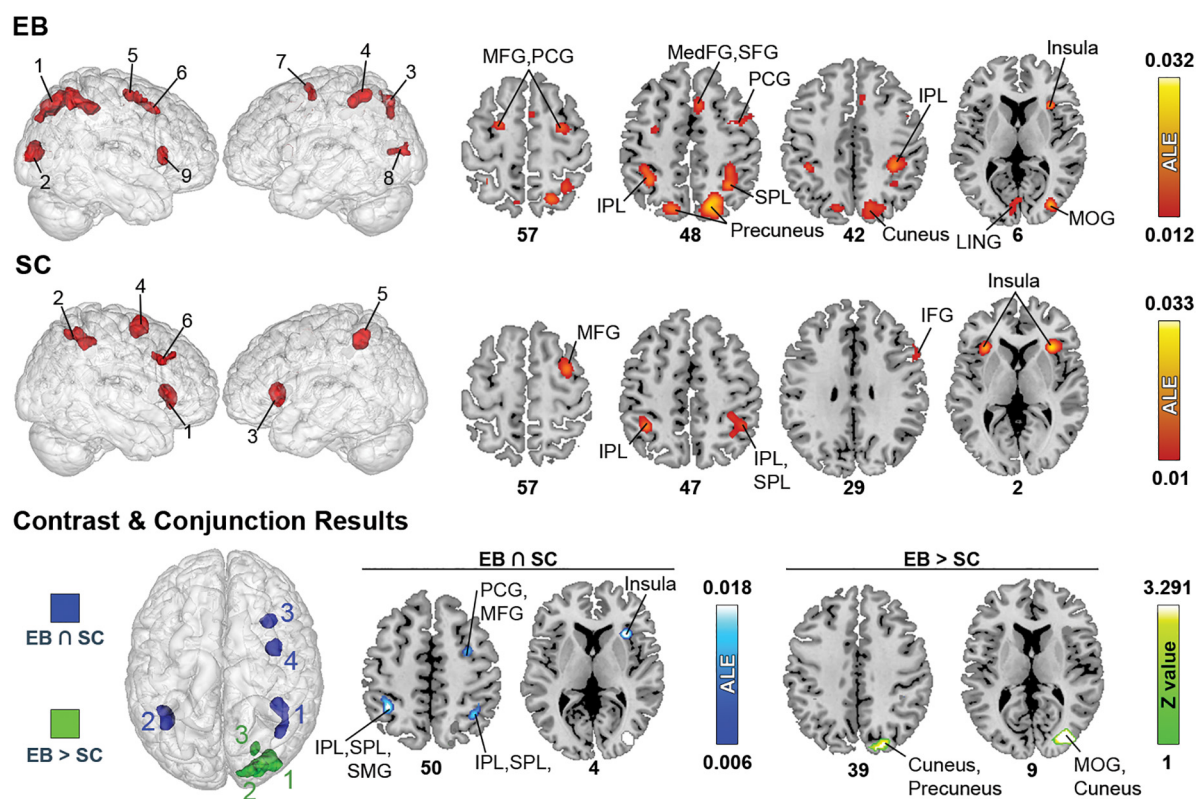 EB
1
5
6
2
9
7
4
3
8
MFG,PCG
57
MedFG,SFG
PCG
IPL
SPL
Precuneus
48
IPL
Cuneus
42
Insula
LING
MOG
6
0.032
ALE
0.012
SC
2
4
6
1
5
3
MFG
57
IPL
IPL,
SPL
47
IFG
29
Insula
2
0.033
ALE
0.01
Contrast & Conjunction Results
EB ∩ SC
EB > SC
3
4
2
1
3
2
1
EB ∩ SC
PCG,
MFG
IPL,SPL,
SMG
IPL,SPL,
50
Insula
4
0.018
ALE
0.006
EB > SC
Cuneus,
Precuneus
39
MOG,
Cuneus
9
3.291
Z value
1